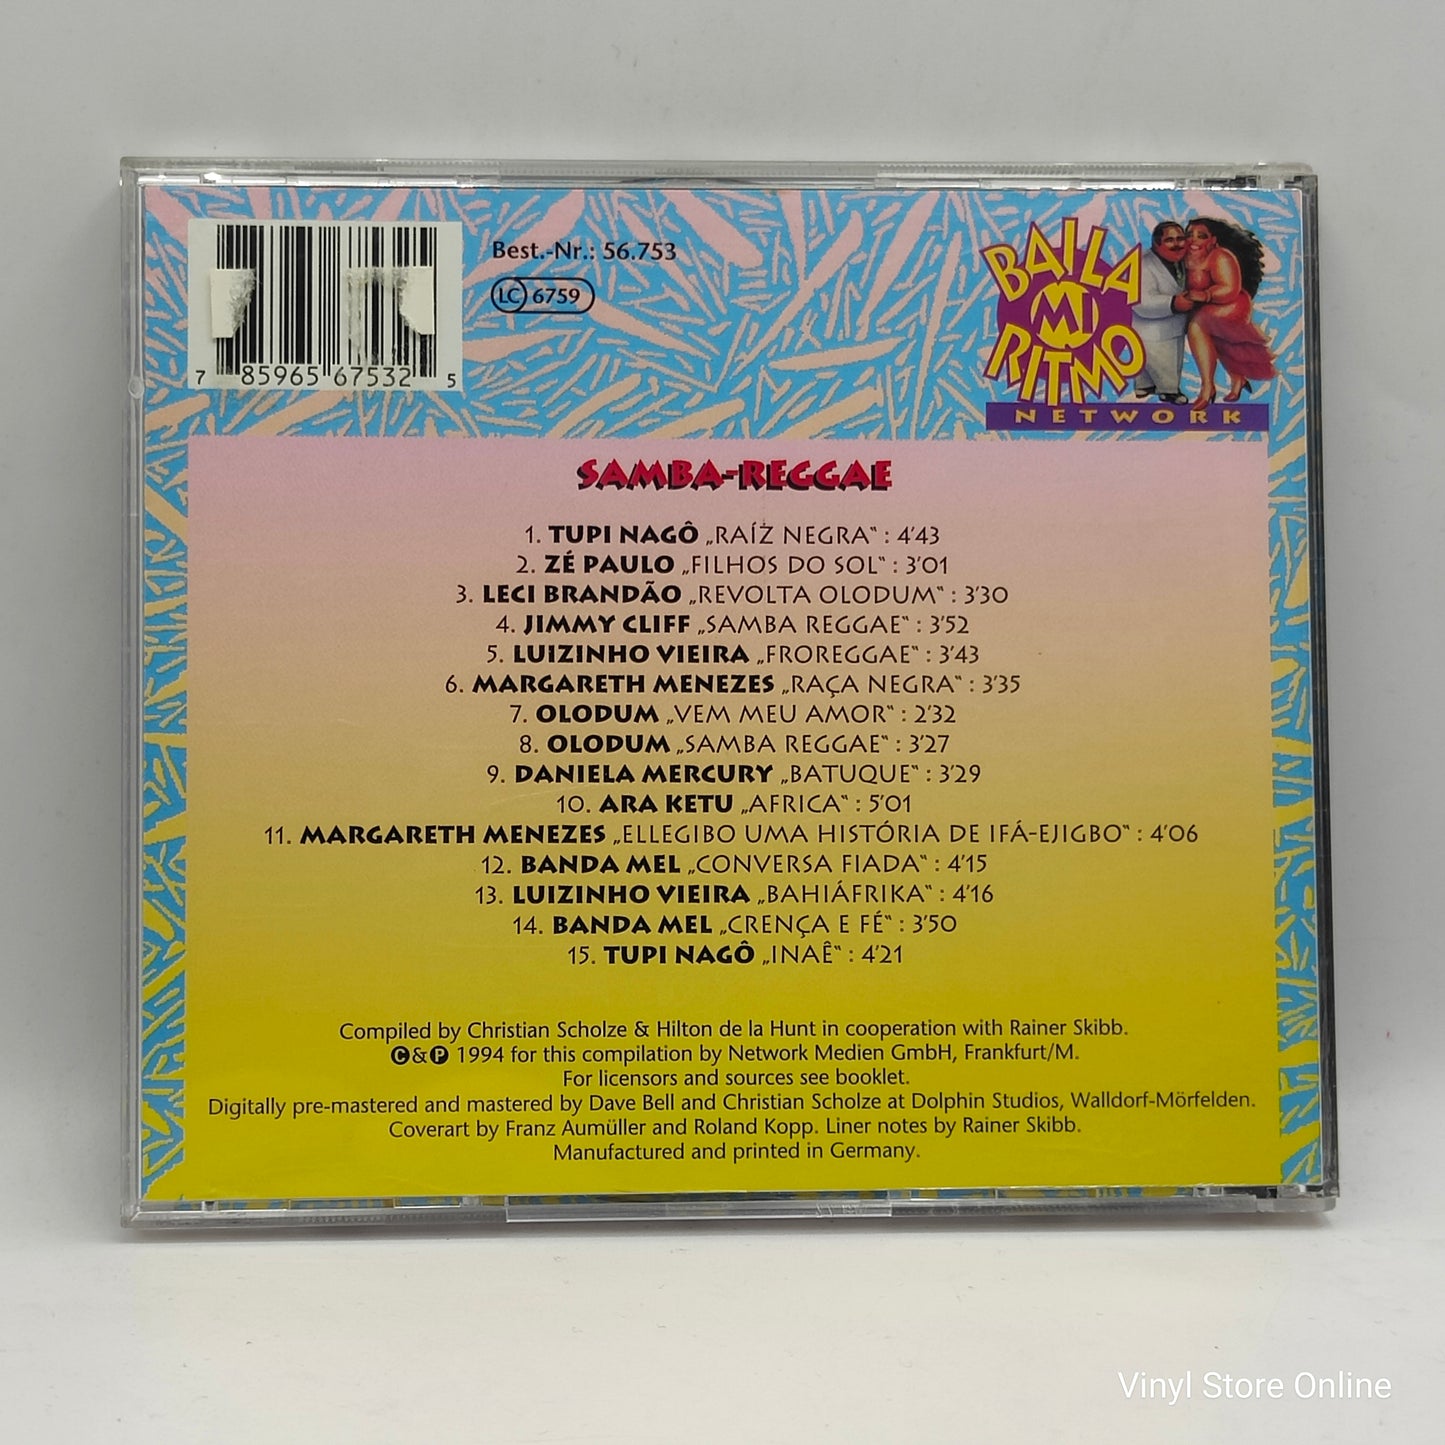 Best.-Nr.: 56.753
LC 6759
7 85965 67532 5
BAILA
MI
RITMO
NETWORK
SAMBA-REGGAE
1. TUPI NAGÔ „RAÍZ NEGRA“ : 4'43
2. ZÉ PAULO „FILHOS DO SOL“ : 3'01
3. LECI BRANDÃO „REVOLTA OLODUM“ : 3'30
4. JIMMY CLIFF „SAMBA REGGAE“ : 3'52
5. LUIZINHO VIEIRA „FROREGGAE“ : 3'43
6. MARGARETH MENEZES „RAÇA NEGRA“ : 3'35
7. OLODUM „VEM MEU AMOR“ : 2'32
8. OLODUM „SAMBA REGGAE“ : 3'27
9. DANIELA MERCURY „BATUQUE“ : 3'29
10. ARA KETU „AFRICA“ : 5'01
11. MARGARETH MENEZES „ELLEGIBO UMA HISTÓRIA DE IFÁ-EJIGBO“ : 4'06
12. BANDA MEL „CONVERSA FIADA“ : 4'15
13. LUIZINHO VIEIRA „BAHIÁFRIKA“ : 4'16
14. BANDA MEL „CRENÇA E FÉ“ : 3'50
15. TUPI NAGÔ „INAÊ“ : 4'21
Compiled by Christian Scholze & Hilton de la Hunt in cooperation with Rainer Skibb.
©&℗ 1994 for this compilation by Network Medien GmbH, Frankfurt/M.
For licensors and sources see booklet.
Digitally pre-mastered and mastered by Dave Bell and Christian Scholze at Dolphin Studios, Walldorf-Mörfelden.
Coverart by Franz Aumüller and Roland Kopp. Liner notes by Rainer Skibb.
Manufactured and printed in Germany.
Vinyl Store Online